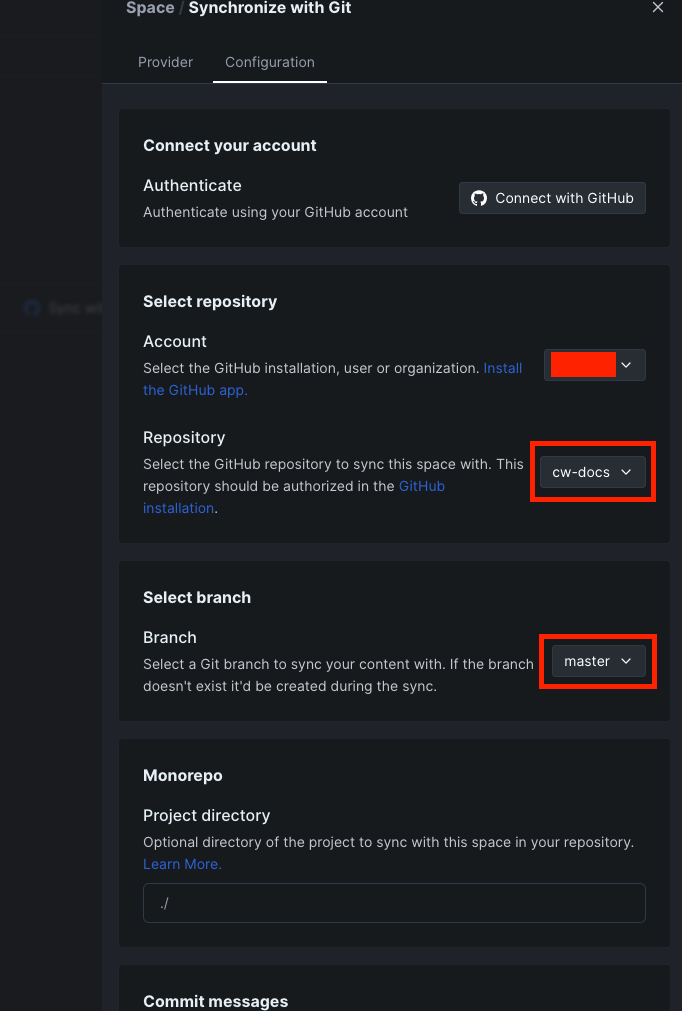 Space / Synchronize with Git
Provider
Configuration
Connect your account
Authenticate
Authenticate using your GitHub account
Connect with GitHub
Select repository
Account
Select the GitHub installation, user or organization. Install
the GitHub app.
Repository
Select the GitHub repository to sync this space with. This
repository should be authorized in the GitHub
installation.
cw-docs
Select branch
Branch
Select a Git branch to sync your content with. If the branch
doesn't exist it'd be created during the sync.
master
Monorepo
Project directory
Optional directory of the project to sync with this space in your repository.
Learn More.
./
Commit messages